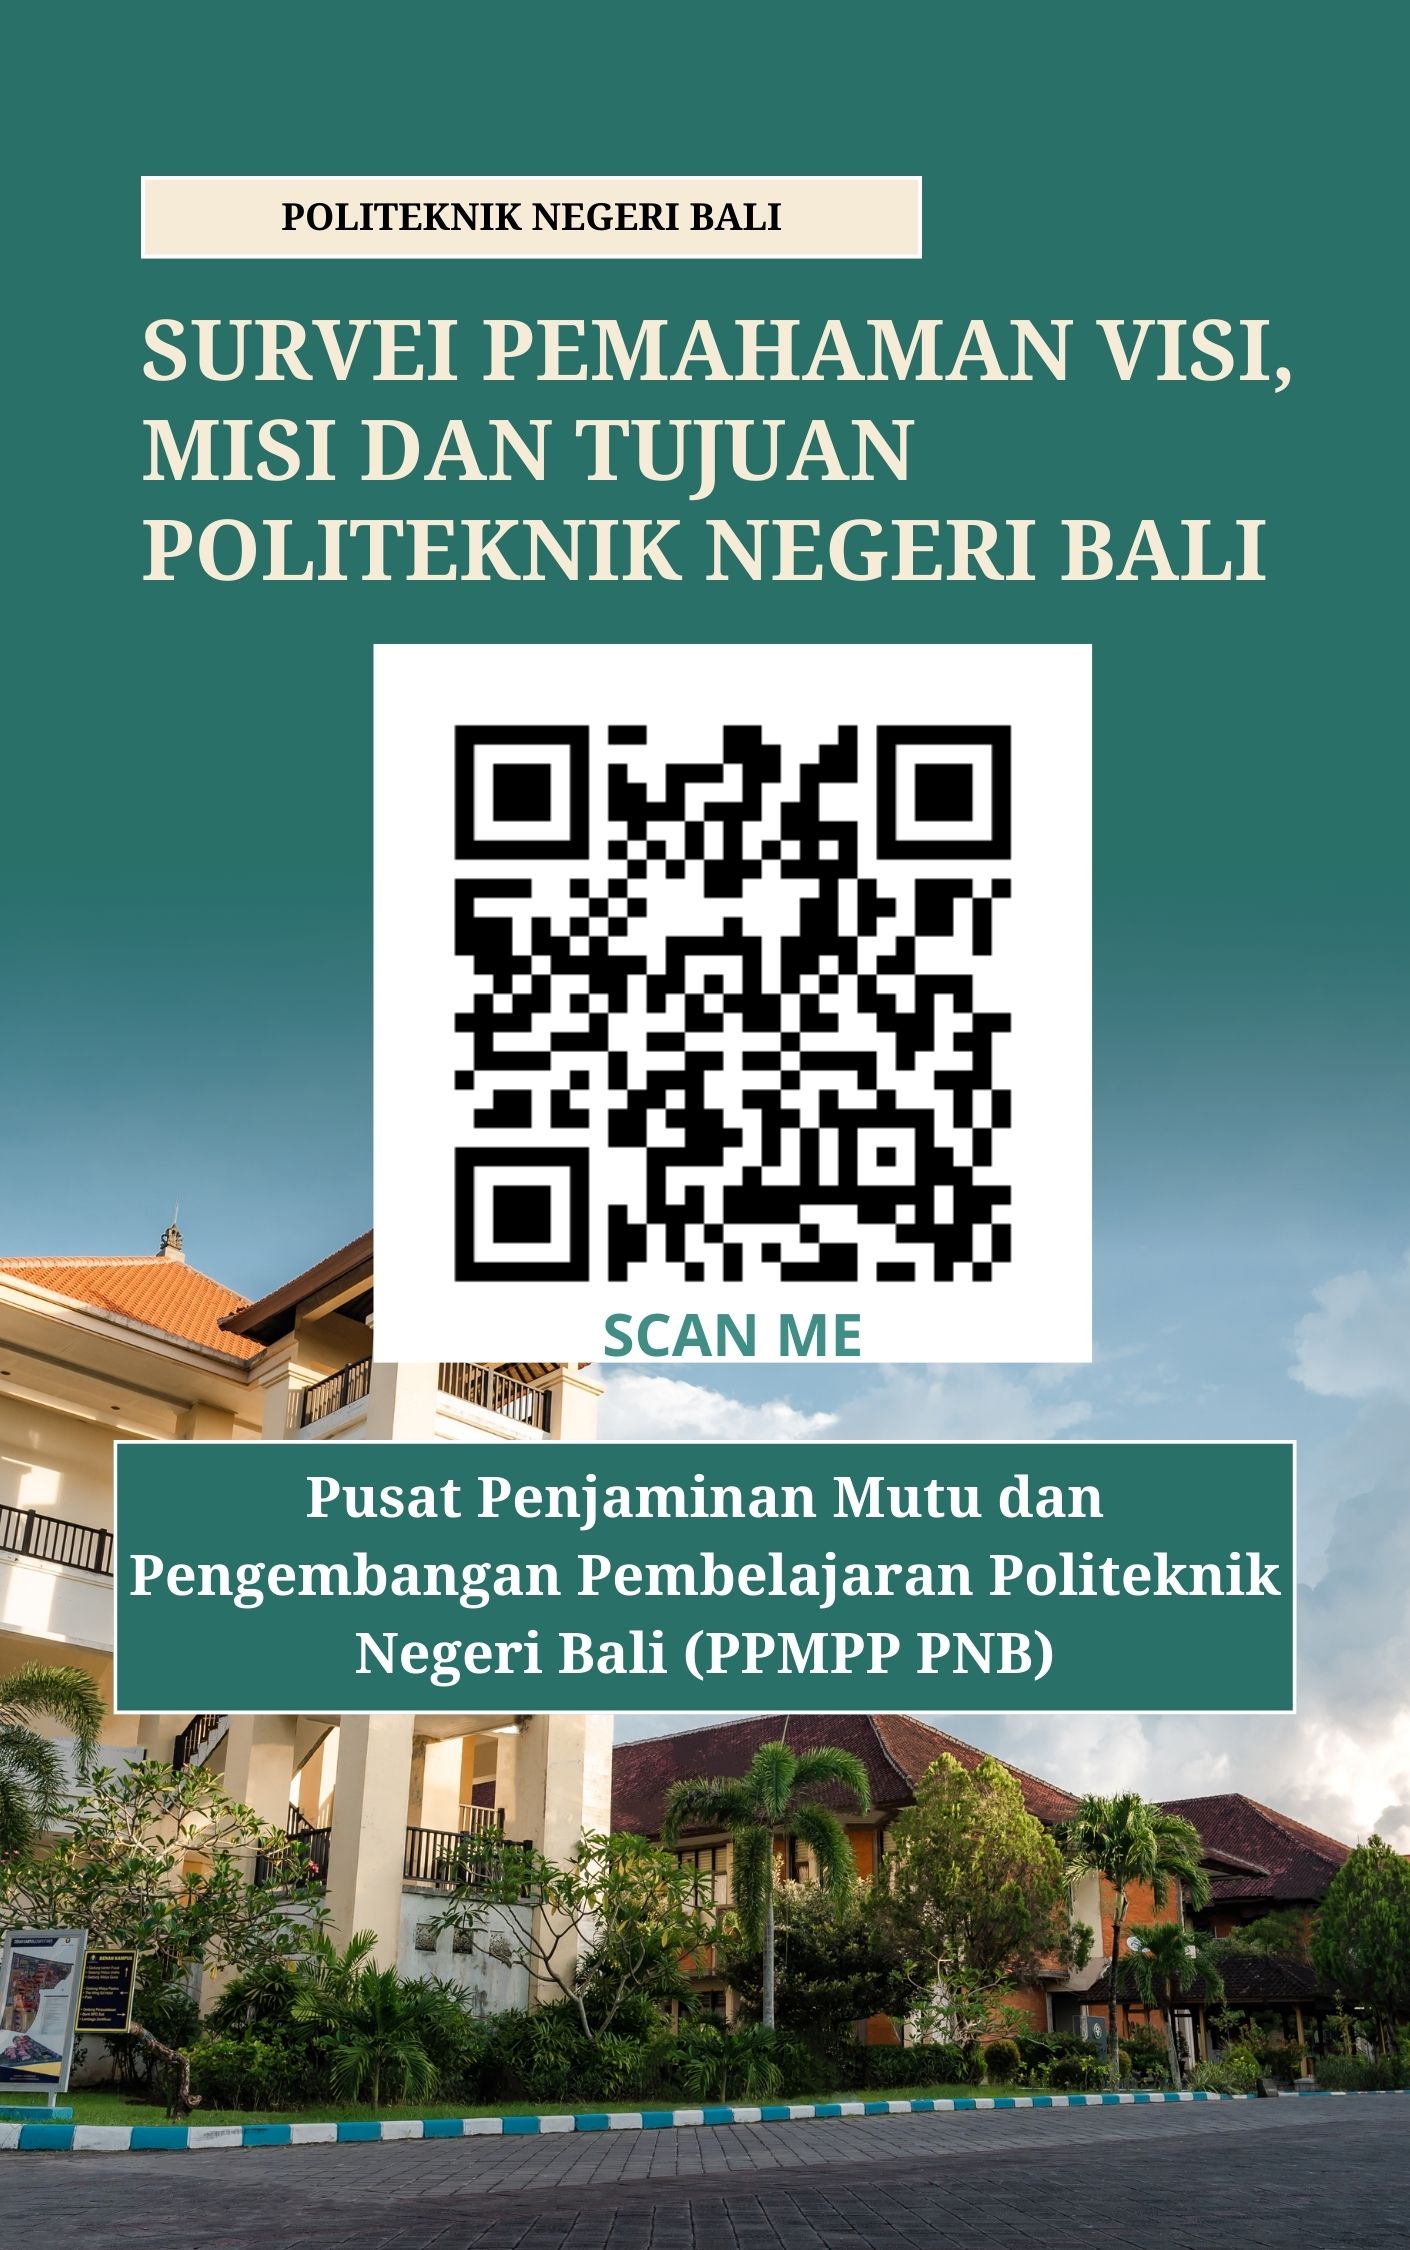 POLITEKNIK NEGERI BALI
SURVEI PEMAHAMAN VISI,
MISI DAN TUJUAN
POLITEKNIK NEGERI BALI
SCAN ME
Pusat Penjaminan Mutu dan
Pengembangan Pembelajaran Politeknik
Negeri Bali (PPMPP PNB)